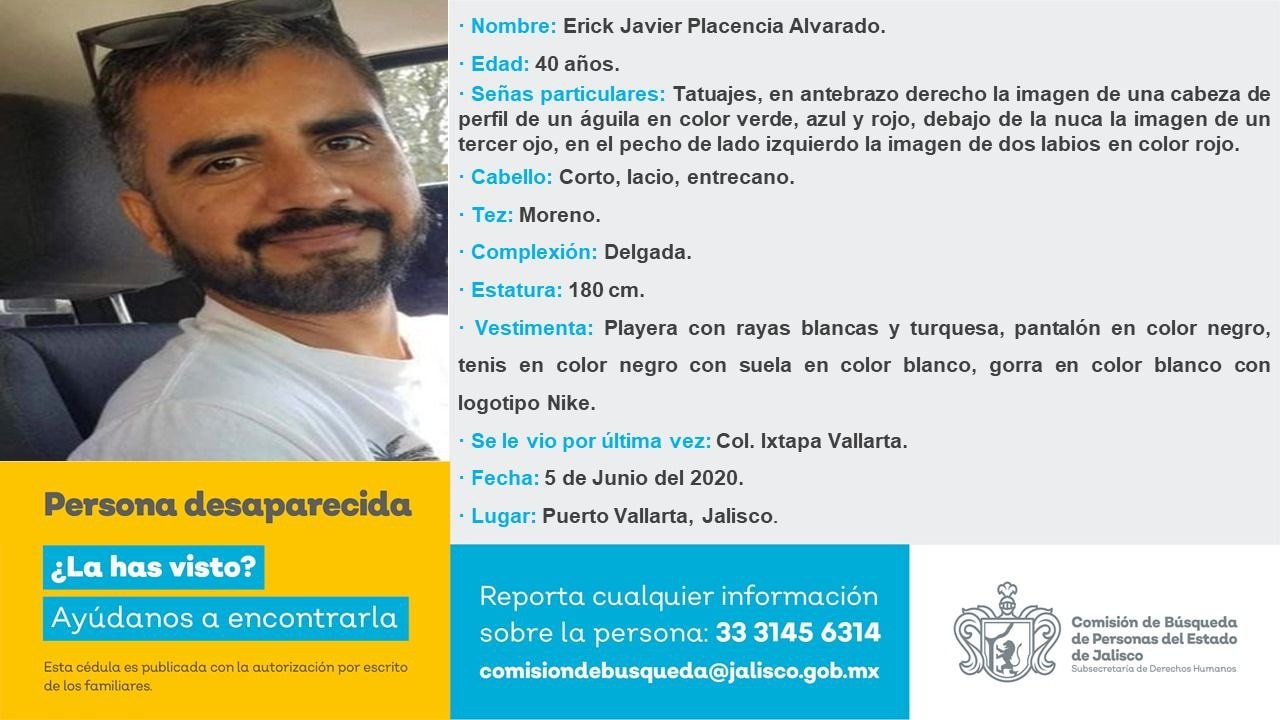 · Nombre: Erick Javier Placencia Alvarado.
· Edad: 40 años.
· Señas particulares: Tatuajes, en antebrazo derecho la imagen de una cabeza de
perfil de un águila en color verde, azul y rojo, debajo de la nuca la imagen de un
tercer ojo, en el pecho de lado izquierdo la imagen de dos labios en color rojo.
· Cabello: Corto, lacio, entrecano.
· Tez: Moreno.
· Complexión: Delgada.
· Estatura: 180 cm.
· Vestimenta: Playera con rayas blancas y turquesa, pantalón en color negro,
tenis en color negro con suela en color blanco, gorra en color blanco con
logotipo Nike.
· Se le vio por última vez: Col. Ixtapa Vallarta.
· Fecha: 5 de Junio del 2020.
· Lugar: Puerto Vallarta, Jalisco.
Persona desaparecida
¿La has visto?
Ayúdanos a encontrarla
Esta cédula es publicada con la autorización por escrito
de los familiares.
Reporta cualquier información
sobre la persona: 33 3145 6314
comisiondebusqueda@jalisco.gob.mx
Comisión de Búsqueda
de Personas del Estado
de Jalisco
Subsecretaría de Derechos Humanos